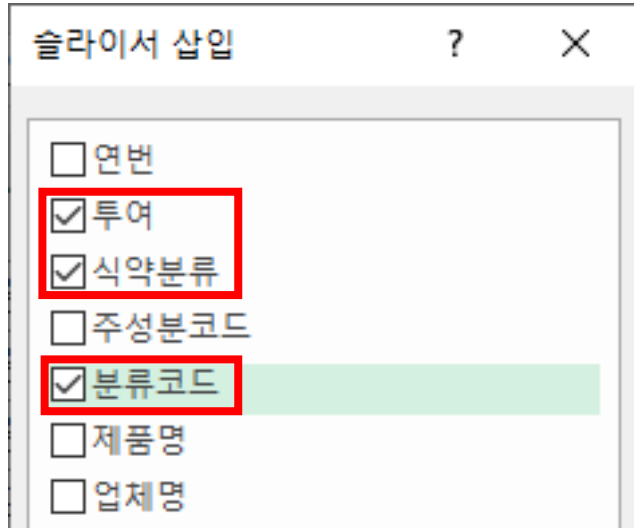 슬라이서 삽입 ?
연번
투여
식약분류
주성분코드
분류코드
제품명
업체명